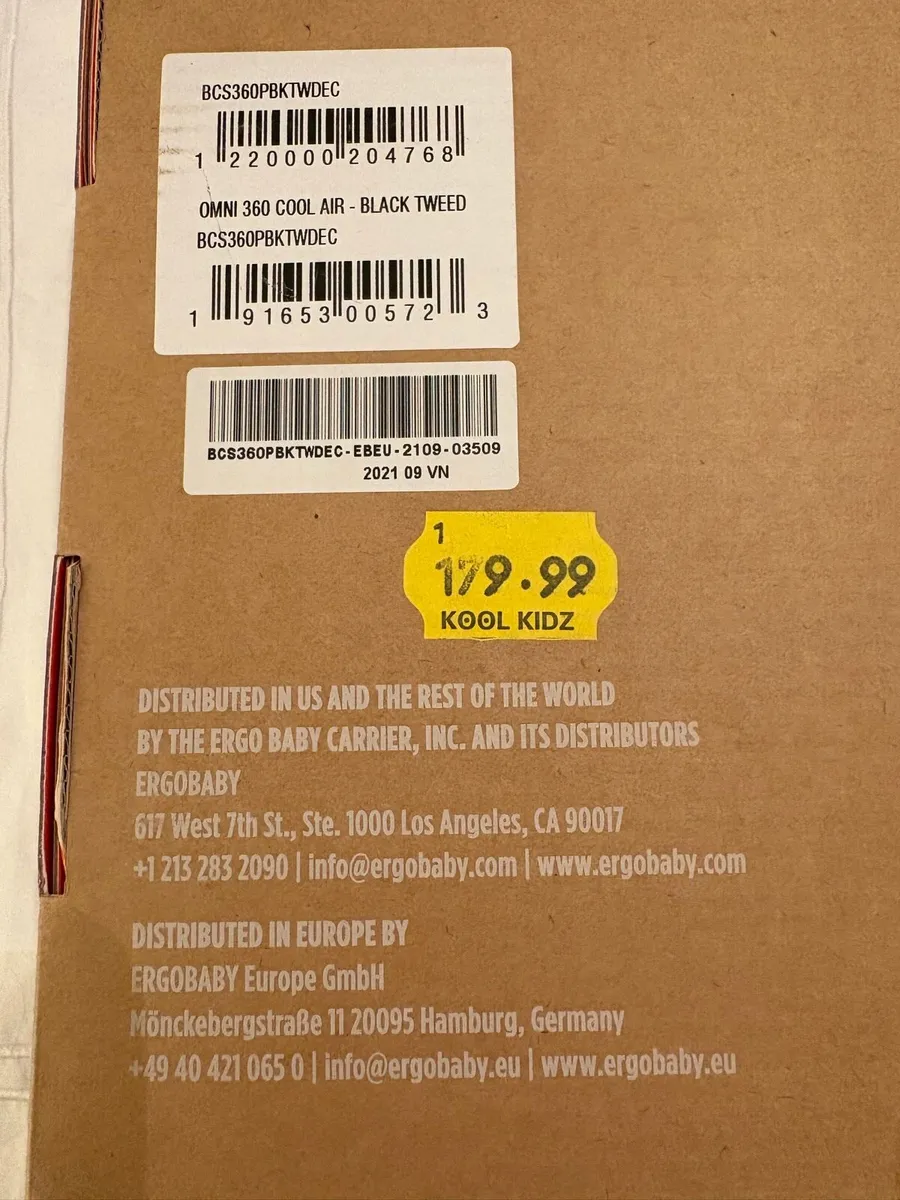 BCS360PBKTWDEC
1 220000 204768
OMNI 360 COOL AIR - BLACK TWEED
BCS360PBKTWDEC
1 91653 00572 3
BCS360PBKTWDEC-EBEU-2109-03509
2021 09 VN
1
179.99
KOOL KIDZ
DISTRIBUTED IN US AND THE REST OF THE WORLD
BY THE ERGO BABY CARRIER, INC. AND ITS DISTRIBUTORS
ERGOBABY
617 West 7th St., Ste. 1000 Los Angeles, CA 90017
+1 213 283 2090 | info@ergobaby.com | www.ergobaby.com
DISTRIBUTED IN EUROPE BY
ERGOBABY Europe GmbH
Mönckebergstraße 11 20095 Hamburg, Germany
+49 40 421 065 0 | info@ergobaby.eu | www.ergobaby.eu